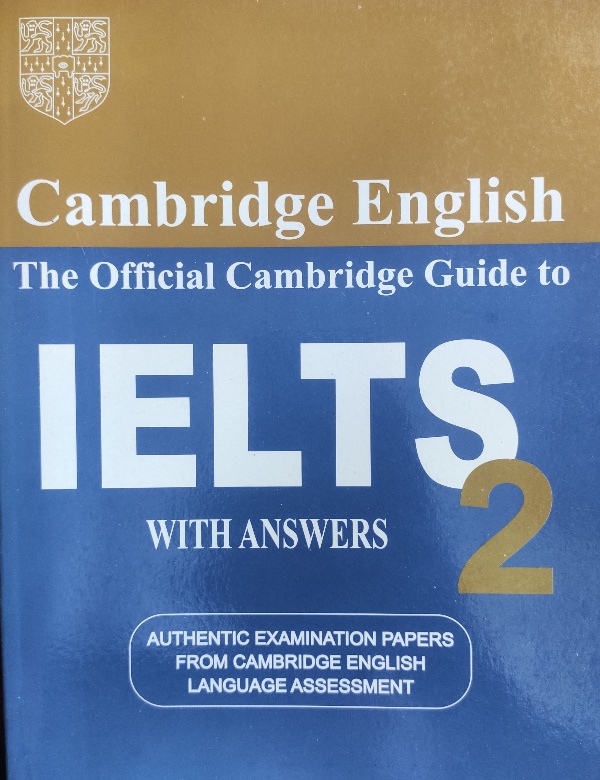 Cambridge English
The Official Cambridge Guide to
IELTS
2
WITH ANSWERS
AUTHENTIC EXAMINATION PAPERS
FROM CAMBRIDGE ENGLISH
LANGUAGE ASSESSMENT